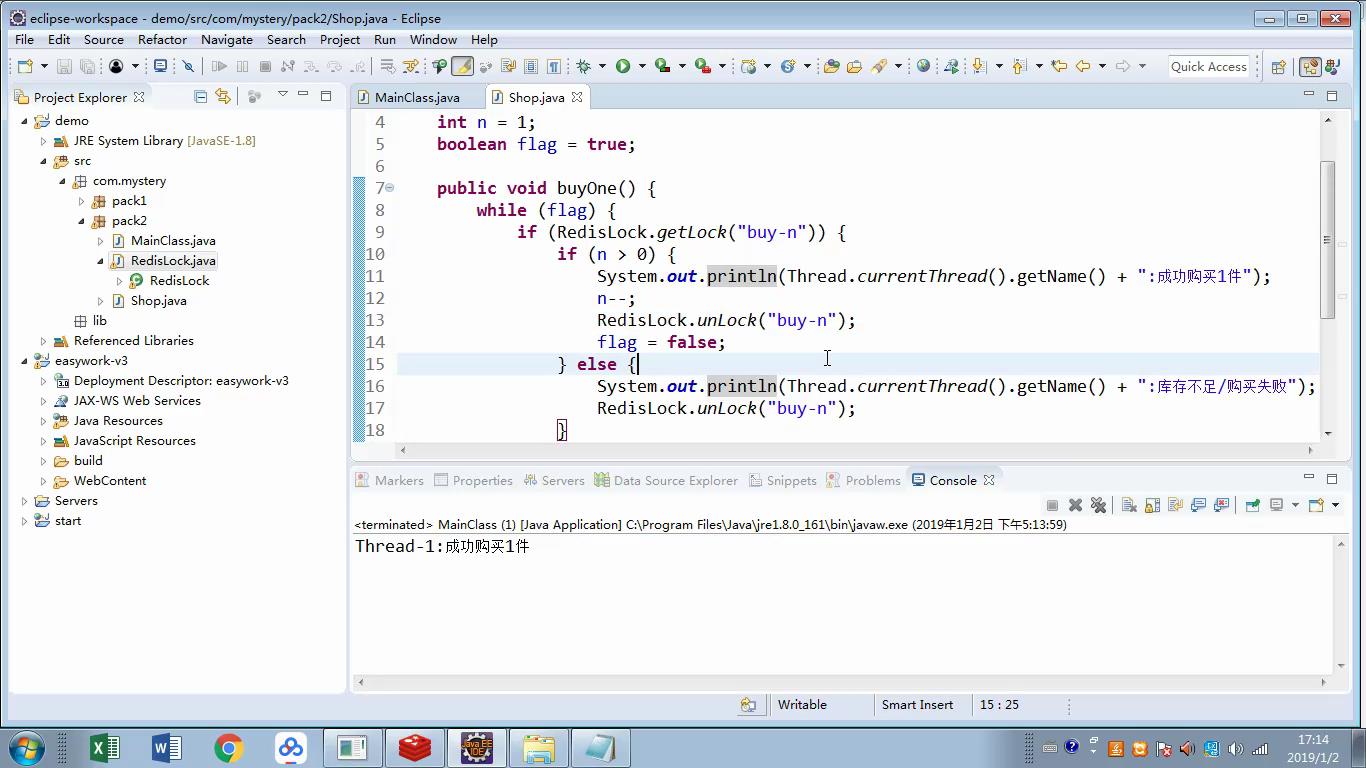 eclipse-workspace - demo/src/com/mystery/pack2/Shop.java - Eclipse
File Edit Source Refactor Navigate Search Project Run Window Help
Quick Access
Project Explorer
demo
JRE System Library [JavaSE-1.8]
src
com.mystery
pack1
pack2
MainClass.java
RedisLock.java
RedisLock
Shop.java
lib
Referenced Libraries
easywork-v3
Deployment Descriptor: easywork-v3
JAX-WS Web Services
Java Resources
JavaScript Resources
build
WebContent
Servers
start
MainClass.java Shop.java
4 int n = 1;
5 boolean flag = true;
6
7 public void buyOne() {
8 while (flag) {
9 if (RedisLock.getLock("buy-n")) {
10 if (n > 0) {
11 System.out.println(Thread.currentThread().getName() + ":成功购买1件");
12 n--;
13 RedisLock.unLock("buy-n");
14 flag = false;
15 } else {
16 System.out.println(Thread.currentThread().getName() + ":库存不足/购买失败");
17 RedisLock.unLock("buy-n");
18 }
Markers Properties Servers Data Source Explorer Snippets Problems Console
<terminated> MainClass (1) [Java Application] C:\Program Files\Java\jre1.8.0_161\bin\javaw.exe (2019年1月2日 下午5:13:59)
Thread-1:成功购买1件
Writable Smart Insert 15 : 25
Java EE
IDE
17:14
2019/1/2